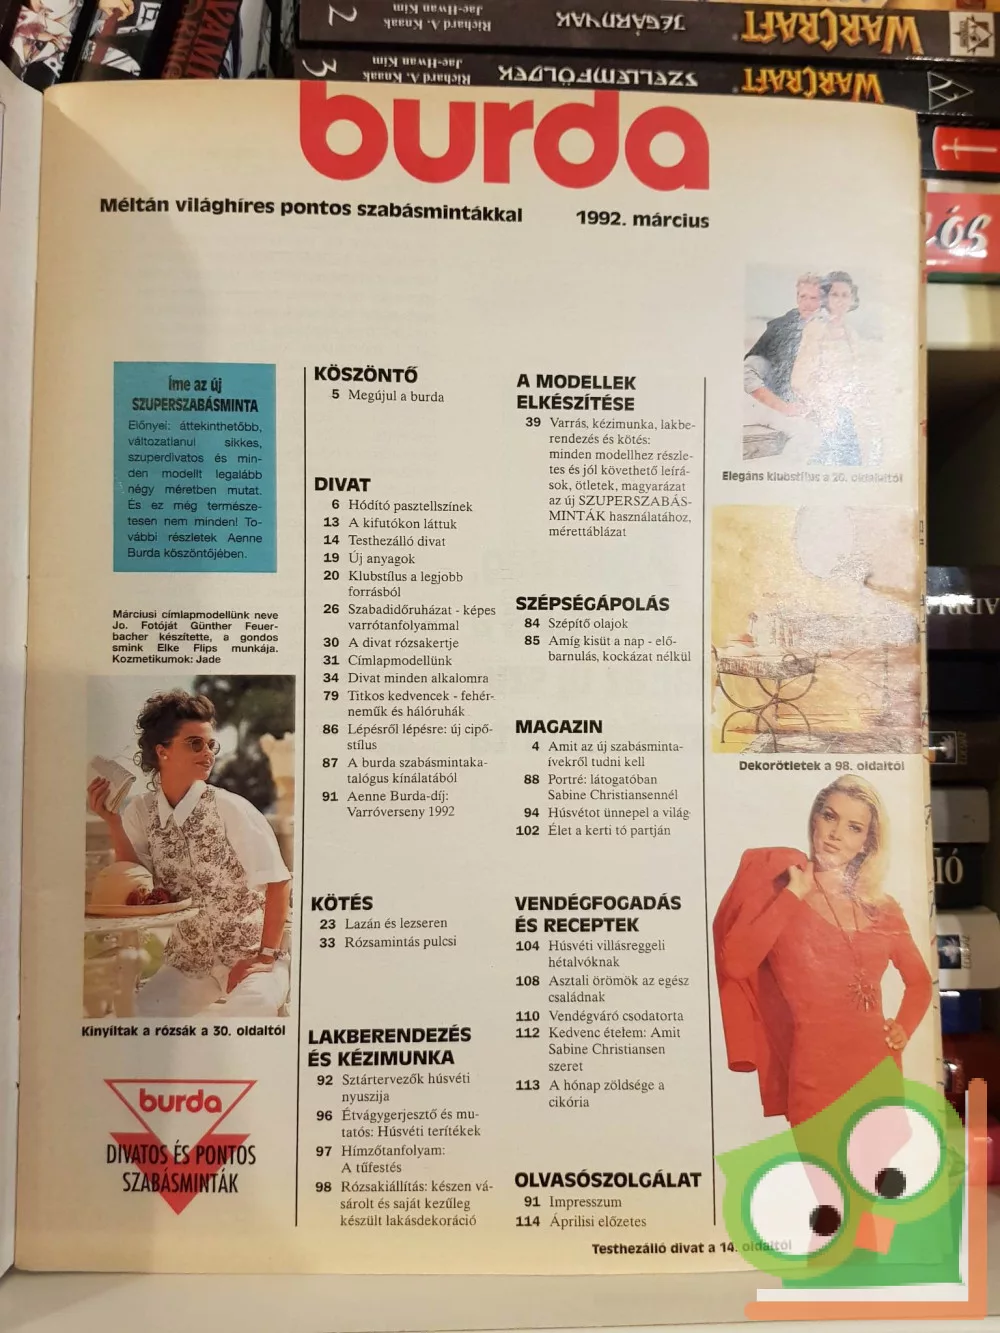 burda
Méltán világhíres pontos szabásmintákkal 1992. március
Íme az új
SZUPERSZABÁSMINTA
Előnyei: áttekinthetőbb,
változatlanul sikkes,
szuperdivatos és min-
den modellt legalább
négy méretben mutat.
És ez még természe-
tesen nem minden! To-
vábbi részletek Aenne
Burda köszöntőjében.
Márciusi címlapmodellünk neve
Jo. Fotóját Günther Feuer-
bacher készítette, a gondos
smink Elke Flips munkája.
Kozmetikumok: Jade
Kinyíltak a rózsák a 30. oldaltól
burda
DIVATOS ÉS PONTOS
SZABÁSMINTÁK
KÖSZÖNTŐ
5 Megújul a burda
DIVAT
6 Hódító pasztellszínek
13 A kifutókon láttuk
14 Testhezálló divat
19 Új anyagok
20 Klubstílus a legjobb
forrásból
26 Szabadidőruházat - képes
varrótanfolyammal
30 A divat rózsakertje
31 Címlapmodellünk
34 Divat minden alkalomra
79 Titkos kedvencek - fehér-
neműk és hálóruhák
86 Lépésről lépésre: új cipő-
stílus
87 A burda szabásmintaka-
talógus kínálatából
91 Aenne Burda-díj:
Varróverseny 1992
KÖTÉS
23 Lazán és lezseren
33 Rózsamintás pulcsi
LAKBERENDEZÉS
ÉS KÉZIMUNKA
92 Sztártervezők húsvéti
nyuszija
96 Étvágygerjesztő és mu-
tatós: Húsvéti terítékek
97 Hímzőtanfolyam:
A tűfestés
98 Rózsakiállítás: készen vá-
sárolt és saját kezűleg
készült lakásdekoráció
A MODELLEK
ELKÉSZÍTÉSE
39 Varrás, kézimunka, lakbe-
rendezés és kötés:
minden modellhez részle-
tes és jól követhető leírá-
sok, ötletek, magyarázat
az új SZUPERSZABÁS-
MINTÁK használatához,
mérettáblázat
SZÉPSÉGÁPOLÁS
84 Szépítő olajok
85 Amíg kisüt a nap - elő-
barnulás, kockázat nélkül
MAGAZIN
4 Amit az új szabásminta-
ívekről tudni kell
88 Portré: látogatóban
Sabine Christiansennél
94 Húsvétot ünnepel a világ
102 Élet a kerti tó partján
VENDÉGFOGADÁS
ÉS RECEPTEK
104 Húsvéti villásreggeli
hétalvóknak
108 Asztali örömök az egész
családnak
110 Vendégváró csodatorta
112 Kedvenc ételem: Amit
Sabine Christiansen
szeret
113 A hónap zöldsége a
cikória
OLVASÓSZOLGÁLAT
91 Impresszum
114 Áprilisi előzetes
Elegáns klubstílus a 20. oldaltól
Dekorötletek a 98. oldaltól
Testhezálló divat a 14. oldaltól
2 Richard A. Knaak
Jae-Hwan Kim
JÉGÁRNYAK
WARCRAFT
3 Richard A. Knaak
Jae-Hwan Kim
SZELLEMFÖLDEK
WARCRAFT